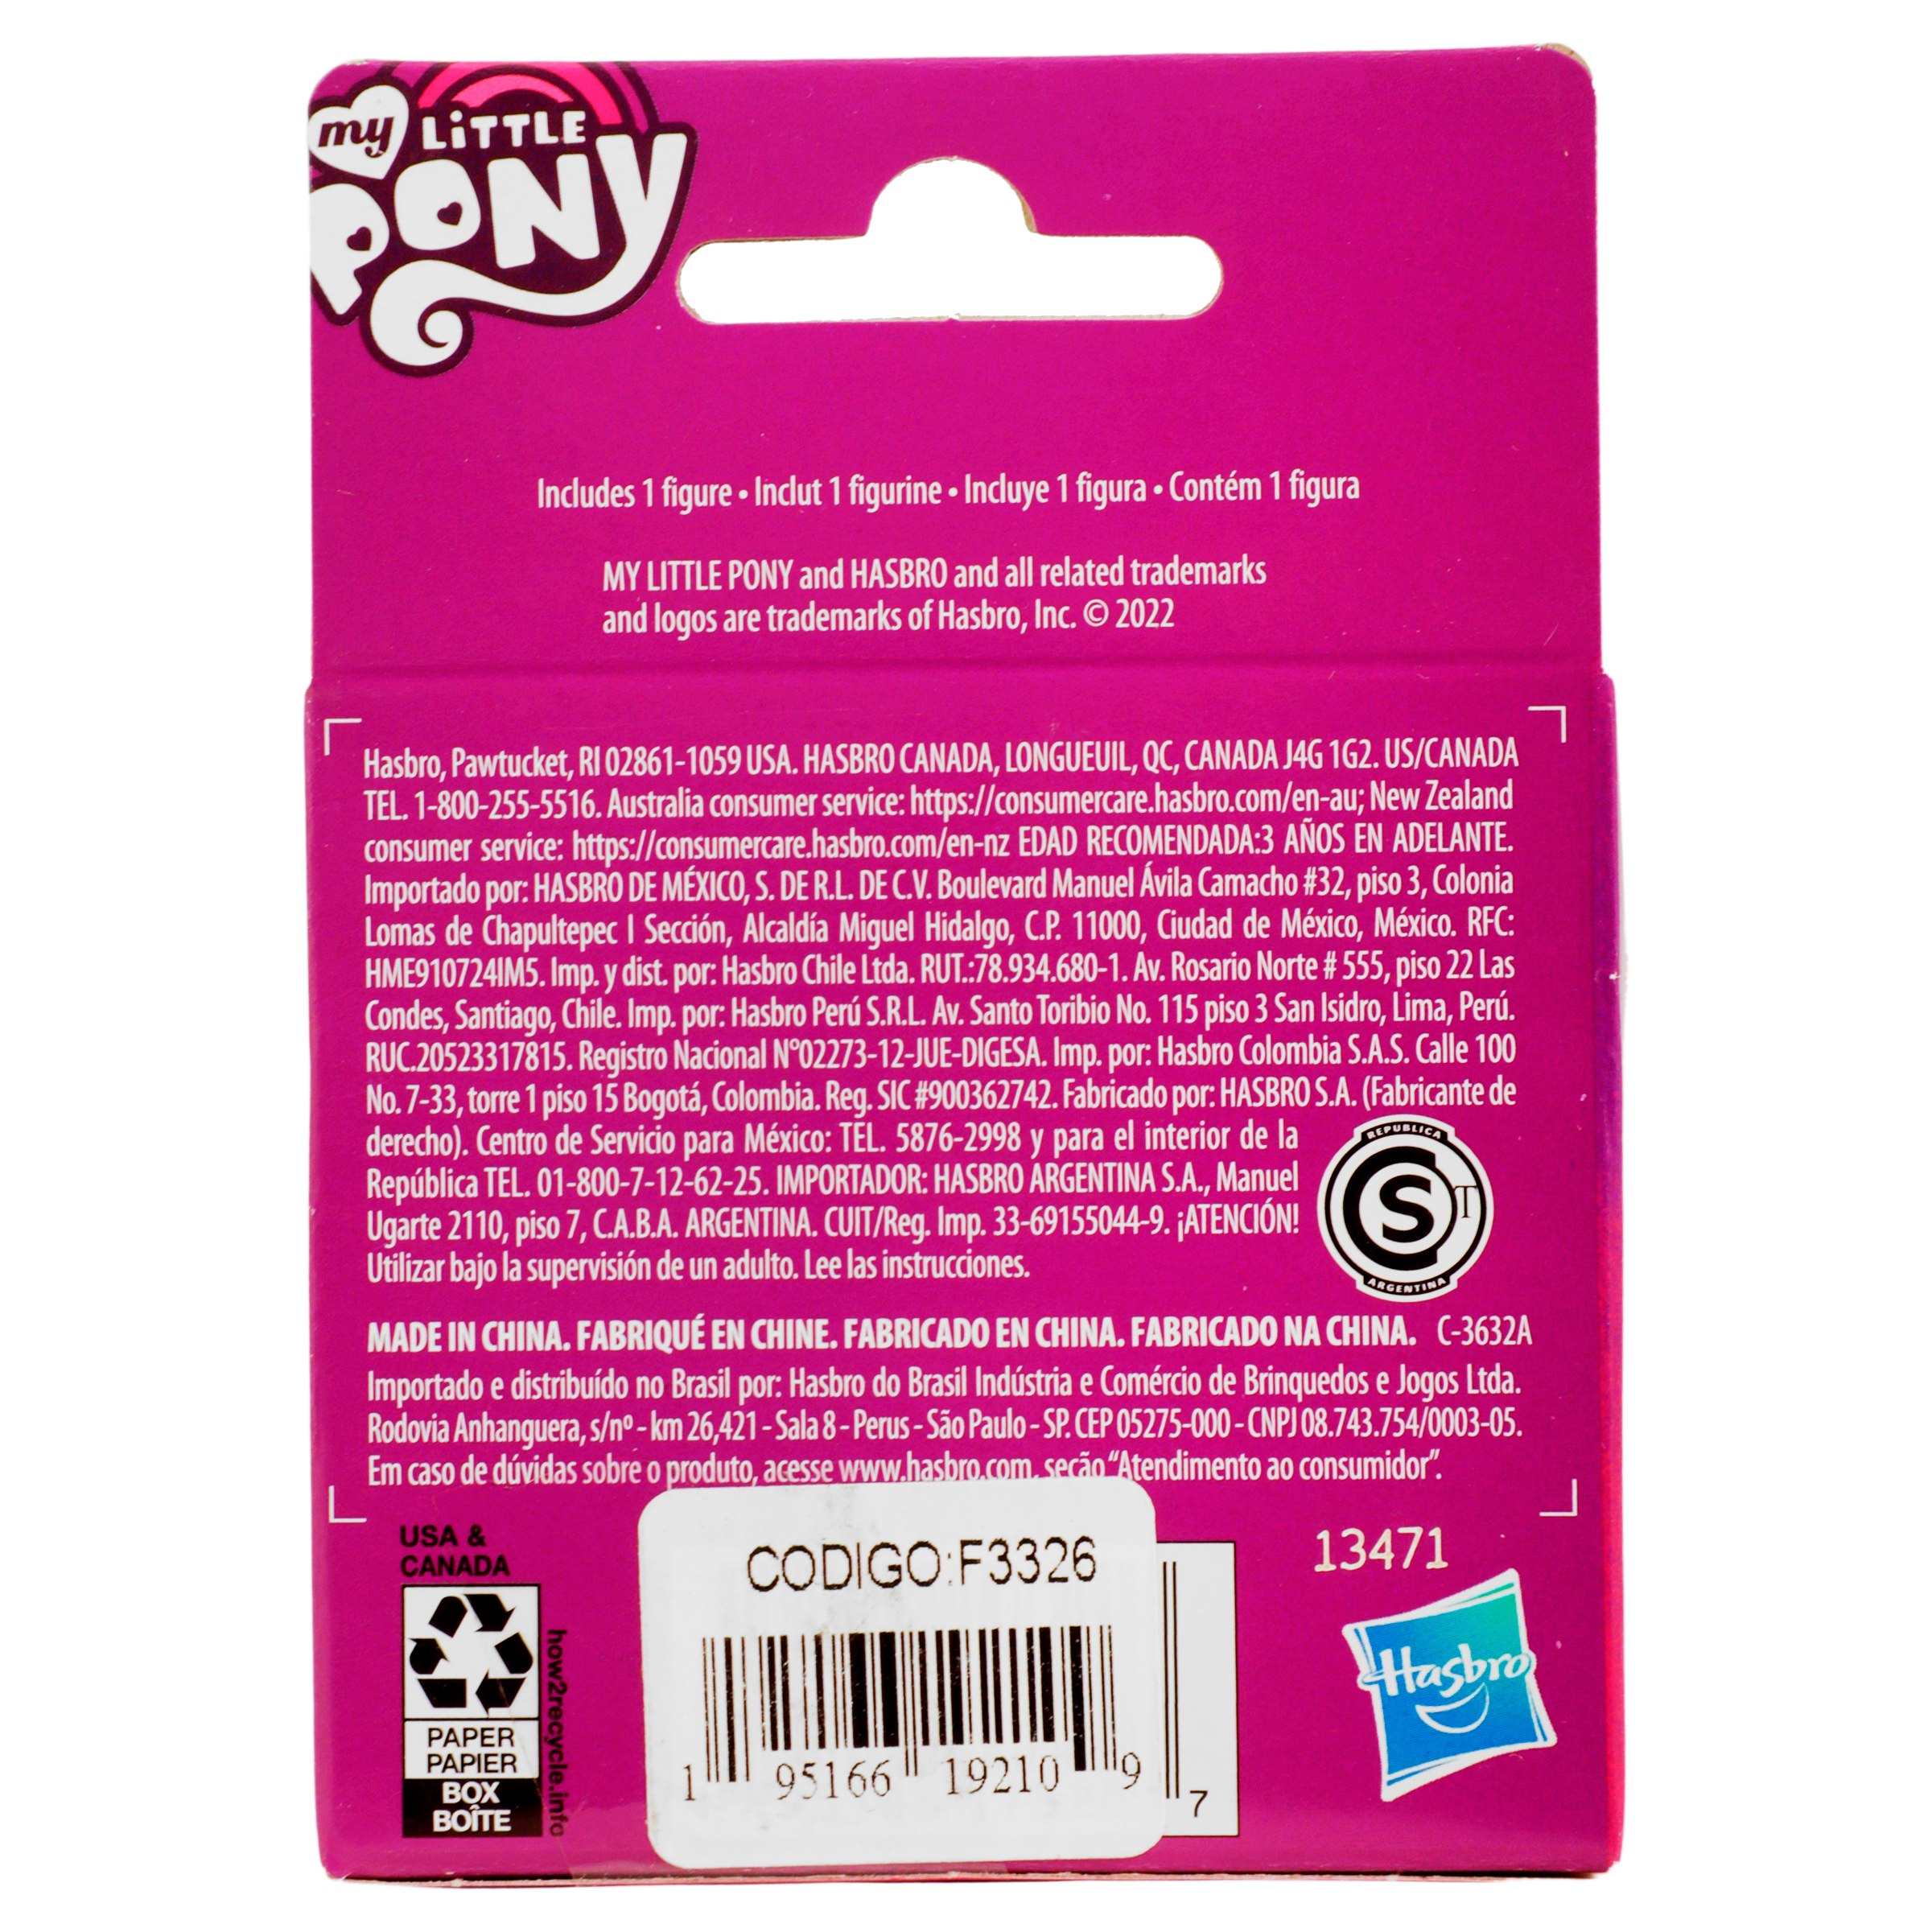 my LiTTLE
PONY
Includes 1 figure • Inclut 1 figurine • Incluye 1 figura • Contém 1 figura
MY LITTLE PONY and HASBRO and all related trademarks
and logos are trademarks of Hasbro, Inc. © 2022
Hasbro, Pawtucket, RI 02861-1059 USA. HASBRO CANADA, LONGUEUIL, QC, CANADA J4G 1G2. US/CANADA
TEL. 1-800-255-5516. Australia consumer service: https://consumercare.hasbro.com/en-au; New Zealand
consumer service: https://consumercare.hasbro.com/en-nz EDAD RECOMENDADA:3 AÑOS EN ADELANTE.
Importado por: HASBRO DE MÉXICO, S. DE R.L. DE C.V. Boulevard Manuel Ávila Camacho #32, piso 3, Colonia
Lomas de Chapultepec I Sección, Alcaldía Miguel Hidalgo, C.P. 11000, Ciudad de México, México. RFC:
HME910724IM5. Imp. y dist. por: Hasbro Chile Ltda. RUT.:78.934.680-1. Av. Rosario Norte # 555, piso 22 Las
Condes, Santiago, Chile. Imp. por: Hasbro Perú S.R.L. Av. Santo Toribio No. 115 piso 3 San Isidro, Lima, Perú.
RUC.20523317815. Registro Nacional N°02273-12-JUE-DIGESA. Imp. por: Hasbro Colombia S.A.S. Calle 100
No. 7-33, torre 1 piso 15 Bogotá, Colombia. Reg. SIC #900362742. Fabricado por: HASBRO S.A. (Fabricante de
derecho). Centro de Servicio para México: TEL. 5876-2998 y para el interior de la
República TEL. 01-800-7-12-62-25. IMPORTADOR: HASBRO ARGENTINA S.A., Manuel
Ugarte 2110, piso 7, C.A.B.A. ARGENTINA. CUIT/Reg. Imp. 33-69155044-9. ¡ATENCIÓN!
Utilizar bajo la supervisión de un adulto. Lee las instrucciones.
REPUBLICA
CST
ARGENTINA
MADE IN CHINA. FABRIQUÉ EN CHINE. FABRICADO EN CHINA. FABRICADO NA CHINA. C-3632A
Importado e distribuído no Brasil por: Hasbro do Brasil Indústria e Comércio de Brinquedos e Jogos Ltda.
Rodovia Anhanguera, s/nº - km 26,421 - Sala 8 - Perus - São Paulo - SP. CEP 05275-000 - CNPJ 08.743.754/0003-05.
Em caso de dúvidas sobre o produto, acesse www.hasbro.com, seção “Atendimento ao consumidor”.
USA &
CANADA
PAPER
PAPIER
BOX
BOÎTE
how2recycle.info
CODIGO:F3326
1 95166 19210 9
7
13471
Hasbro